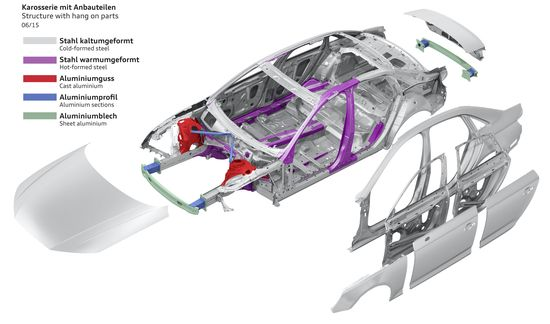 Karosserie mit Anbauteilen
Structure with hang on parts
06/15
Stahl kaltumgeformt
Cold-formed steel
Stahl warmumgeformt
Hot-formed steel
Aluminiumguss
Cast aluminium
Aluminiumprofil
Aluminium sections
Aluminiumblech
Sheet aluminium